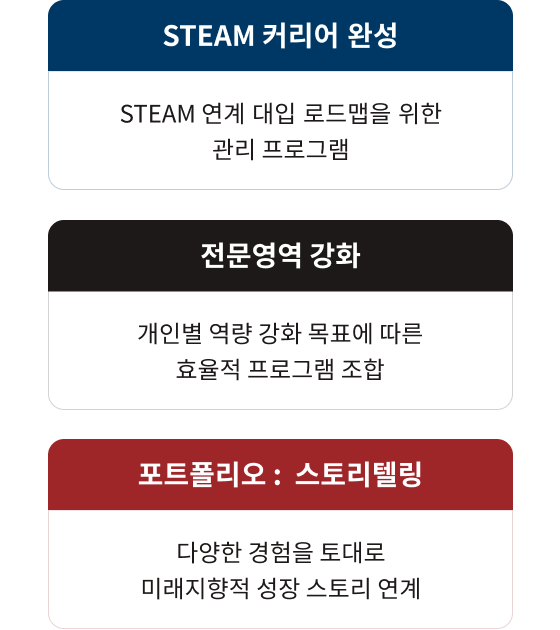 STEAM 커리어 완성
STEAM 연계 대입 로드맵을 위한
관리 프로그램
전문영역 강화
개인별 역량 강화 목표에 따른
효율적 프로그램 조합
포트폴리오 : 스토리텔링
다양한 경험을 토대로
미래지향적 성장 스토리 연계